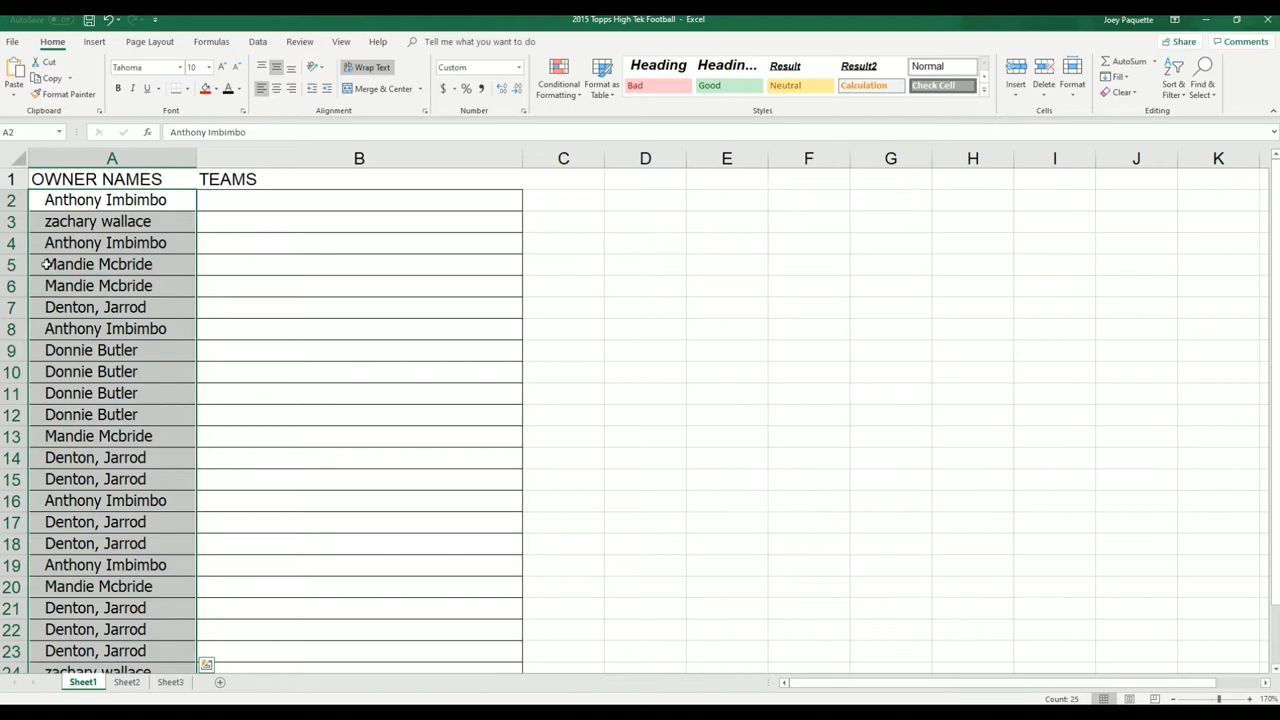 AutoSave
2015 Topps High Tek Football - Excel
Joey Paquette
File Home Insert Page Layout Formulas Data Review View Help Tell me what you want to do
Share Comments
Paste Cut Copy Format Painter
Tahoma 10
Wrap Text
Merge & Center
Custom
$ % ,
Conditional Formatting Format as Table
Heading Headin... Result Result2 Normal
Bad Good Neutral Calculation Check Cell
Insert Delete Format
AutoSum Fill Clear
Sort & Filter Find & Select
Clipboard Font Alignment Number Styles Cells Editing
A2 fx Anthony Imbimbo
A B C D E F G H I J K
1 OWNER NAMES TEAMS
2 Anthony Imbimbo
3 zachary wallace
4 Anthony Imbimbo
5 Mandie Mcbride
6 Mandie Mcbride
7 Denton, Jarrod
8 Anthony Imbimbo
9 Donnie Butler
10 Donnie Butler
11 Donnie Butler
12 Donnie Butler
13 Mandie Mcbride
14 Denton, Jarrod
15 Denton, Jarrod
16 Anthony Imbimbo
17 Denton, Jarrod
18 Denton, Jarrod
19 Anthony Imbimbo
20 Mandie Mcbride
21 Denton, Jarrod
22 Denton, Jarrod
23 Denton, Jarrod
24 zachary wallace
Sheet1 Sheet2 Sheet3
Count: 25
170%